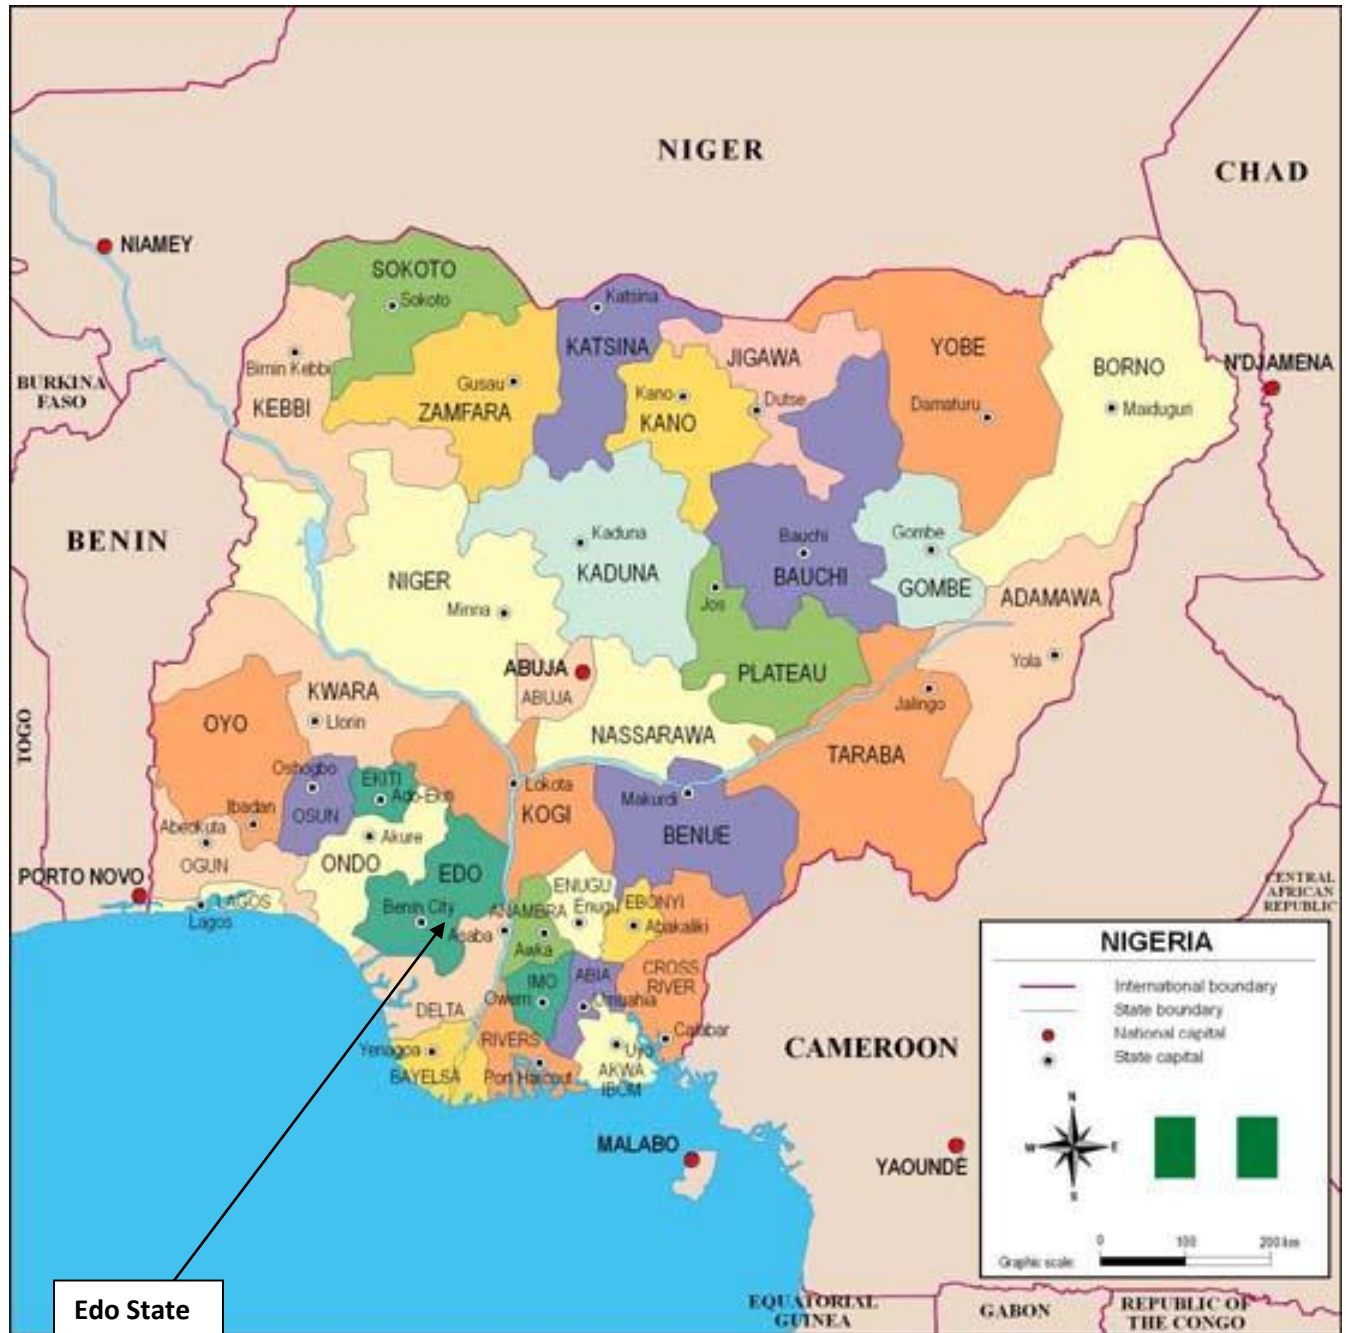 NIGER
CHAD
NIAMEY
SOKOTO
Sokoto
Katsina
KATSINA
JIGAWA
YOBE
BORNO
N'DJAMENA
BURKINA
FASO
Birnin Kebbi
KEBBI
Gusau
ZAMFARA
Kano
KANO
Dutse
Damaturu
Maiduguri
BENIN
Kaduna
KADUNA
Bauchi
BAUCHI
Gombe
GOMBE
NIGER
Minna
Jos
ADAMAWA
Yola
ABUJA
ABUJA
PLATEAU
Jalingo
TOGO
KWARA
Llorin
OYO
NASSARAWA
TARABA
Oshogbo
OSUN
EKITI
Ado-Ekiti
Lokota
KOGI
Makurdi
BENUE
Ibadan
Abeokuta
OGUN
Akure
ONDO
EDO
PORTO NOVO
LAGOS
Lagos
Benin City
Asaba
ANAMBRA
Awka
ENUGU
Enugu
EBONYI
Abakaliki
CENTRAL
AFRICAN
REPUBLIC
DELTA
IMO
Owerri
ABIA
Umuahia
CROSS
RIVER
Calabar
Yenagoa
BAYELSA
RIVERS
Port Harcout
Uyo
AKWA
IBOM
CAMEROON
MALABO
YAOUNDE
NIGERIA
International boundary
State boundary
National capital
State capital
N
W
E
S
0
100
200 km
Graphic scale:
Edo State
EQUATORIAL
GUINEA
GABON
REPUBLIC OF
THE CONGO